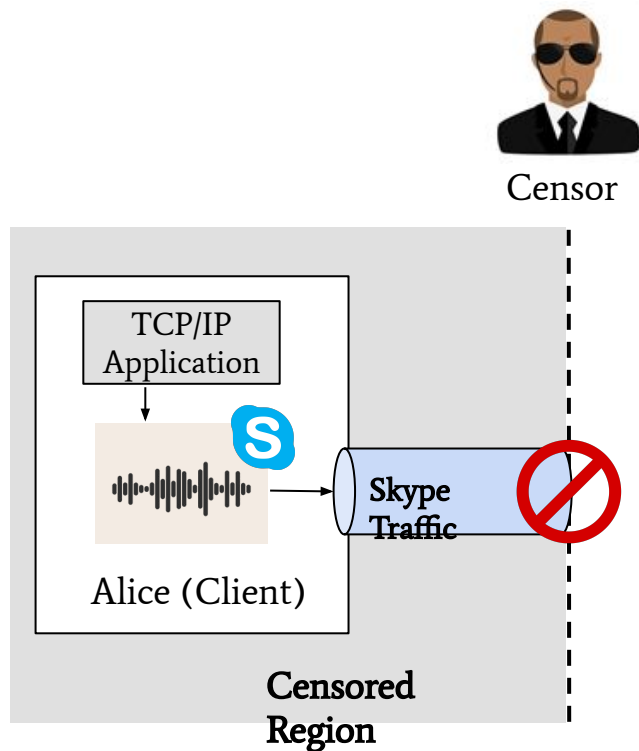 Censor
TCP/IP
Application
S
Skype
Traffic
Alice (Client)
Censored
Region